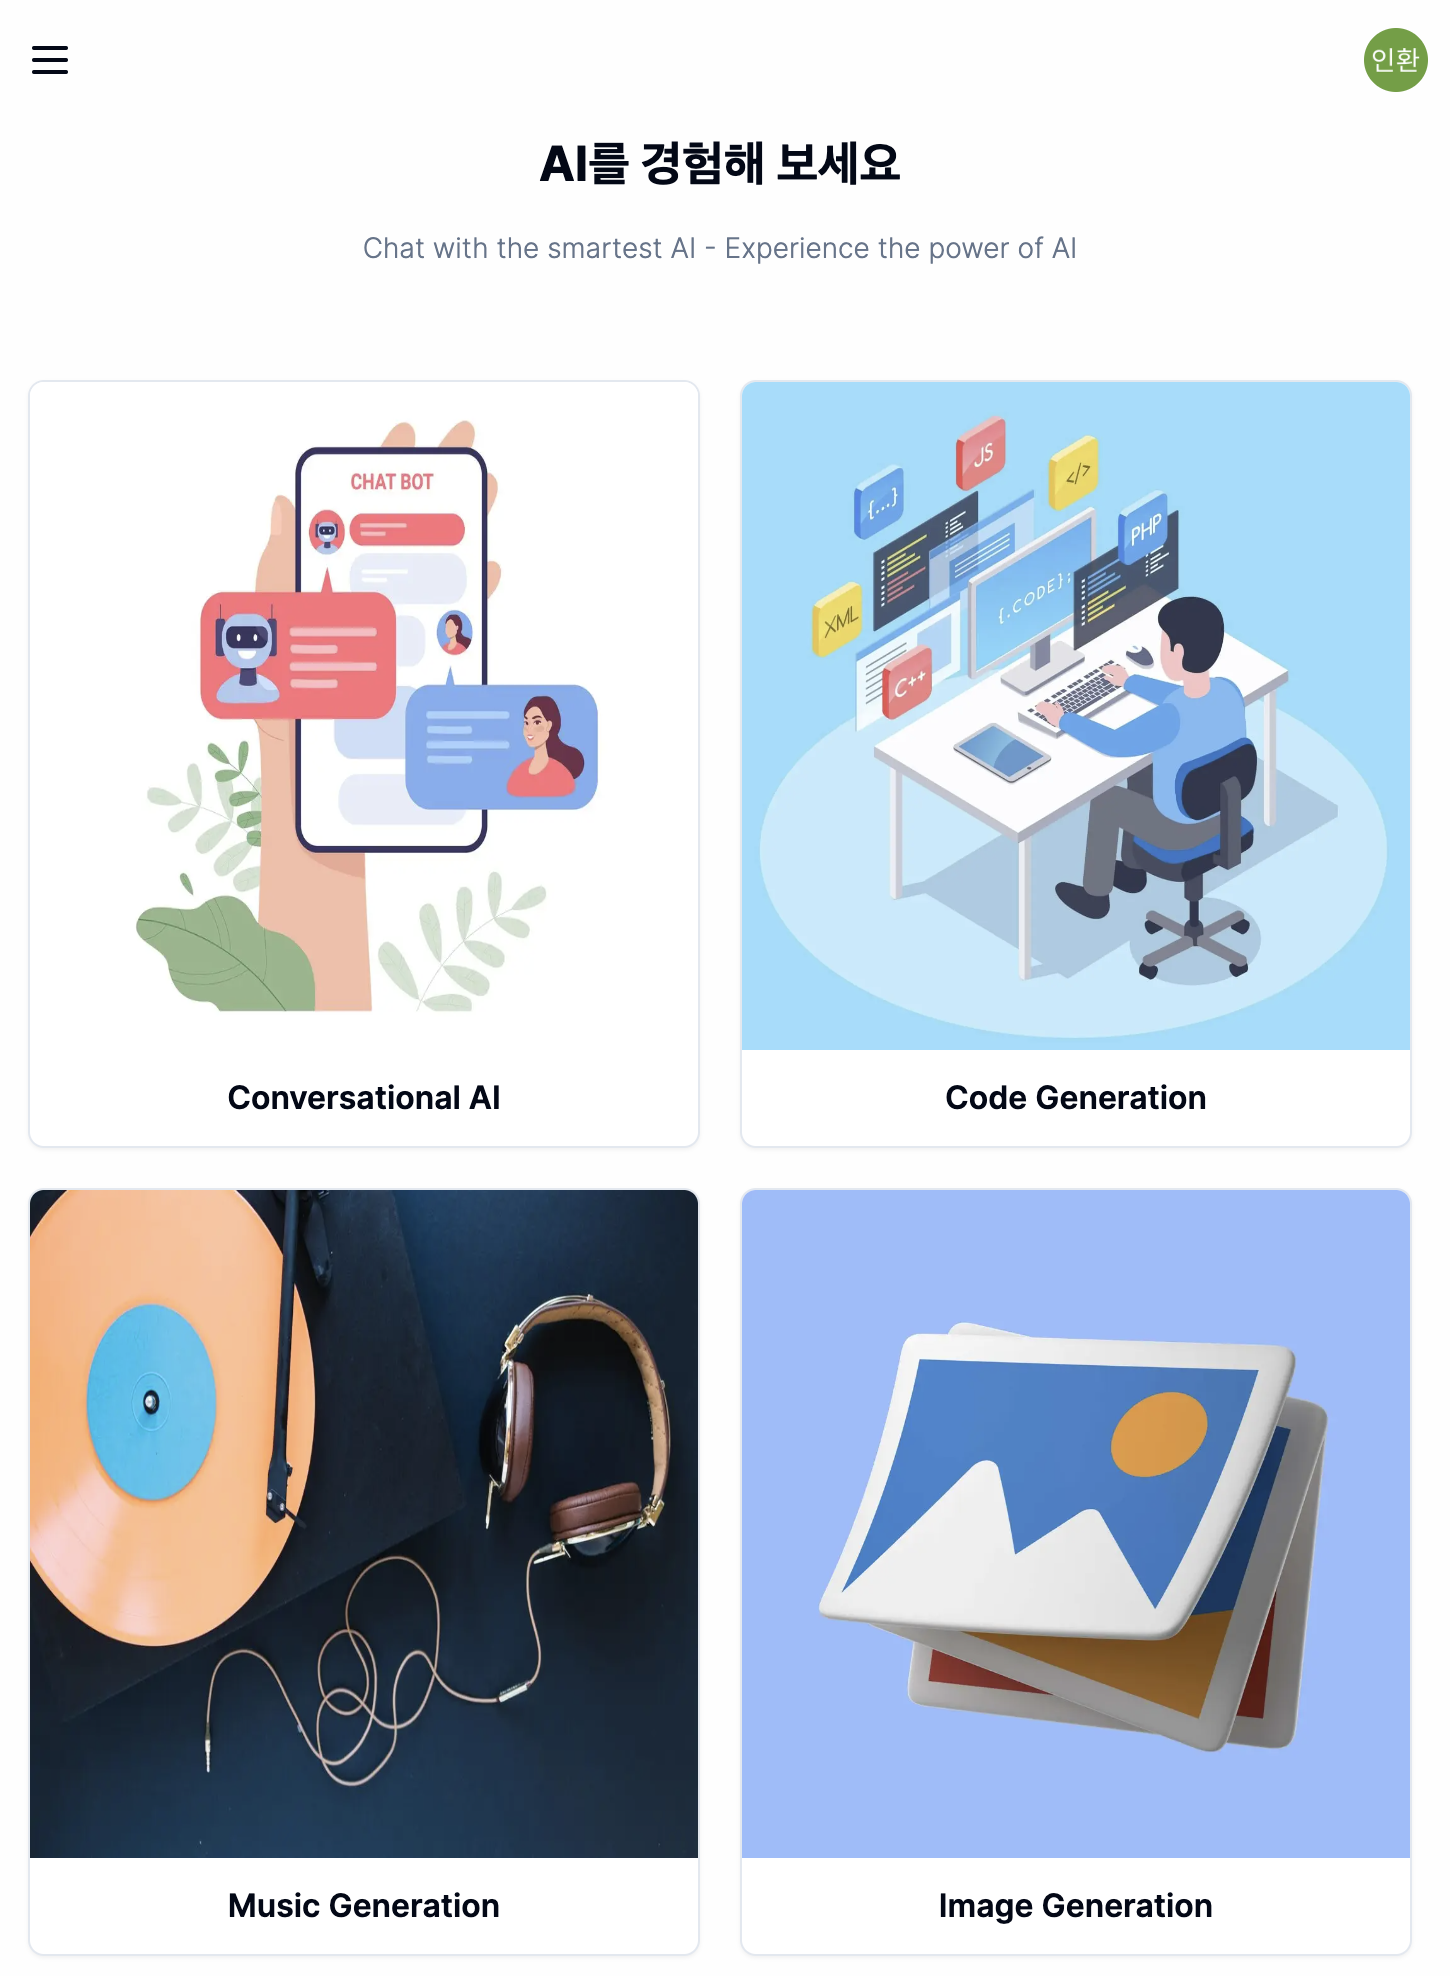 인환
AI를 경험해 보세요
Chat with the smartest AI - Experience the power of AI
CHAT BOT
JS
</>
{...}
PHP
{.CODE};
XML
C++
Conversational AI
Code Generation
Music Generation
Image Generation